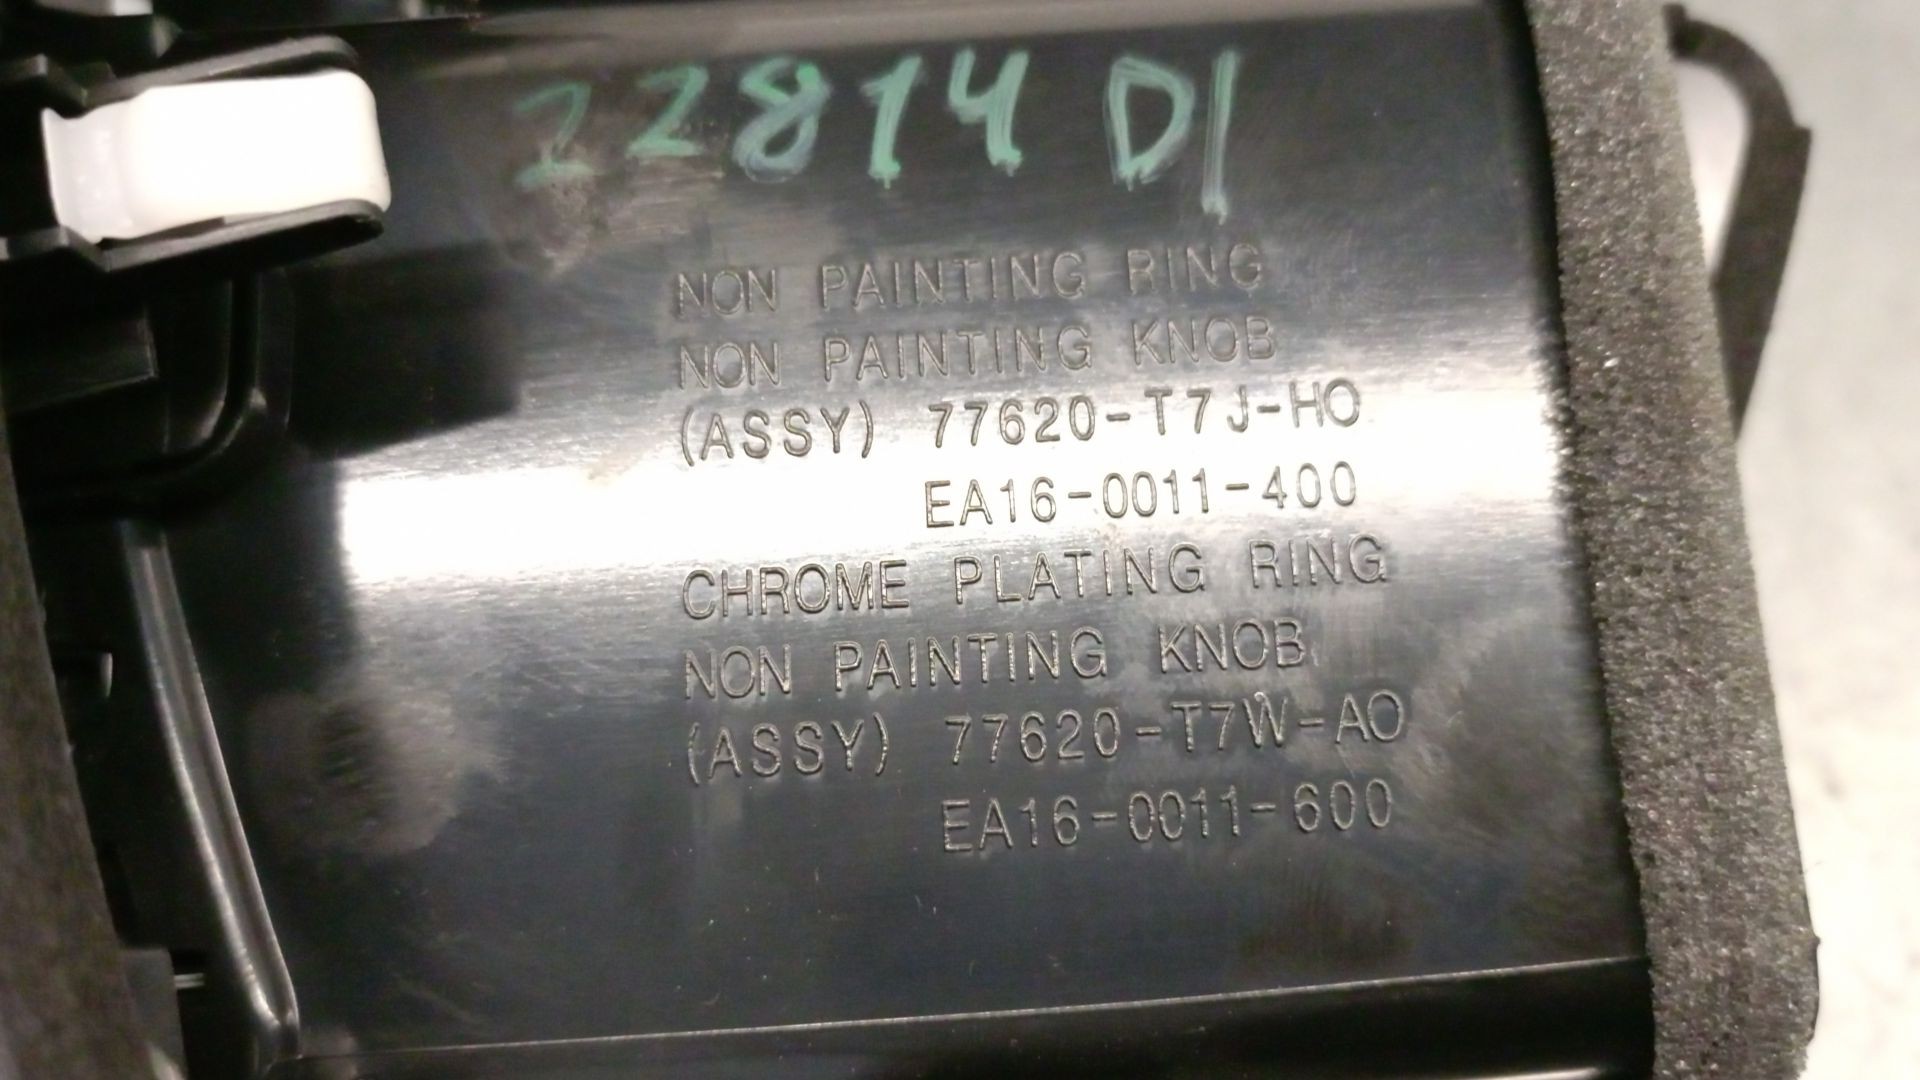 22814 D1
NON PAINTING RING
NON PAINTING KNOB
(ASSY) 77620-T7J-HO
EA16-0011-400
CHROME PLATING RING
NON PAINTING KNOB
(ASSY) 77620-T7W-AO
EA16-0011-600